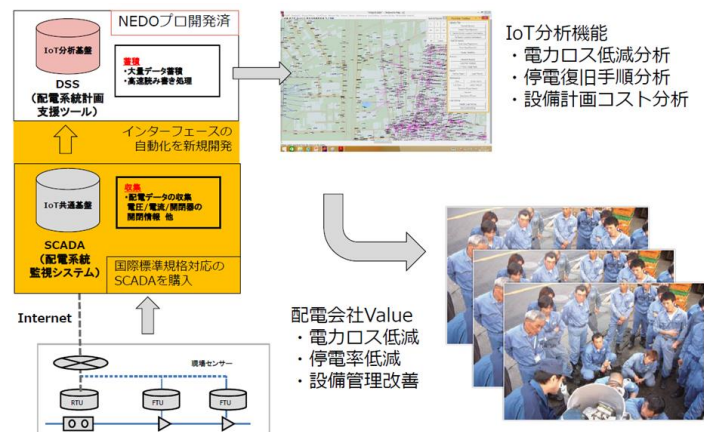 NEDOプロ開発済
IoT分析基盤
DSS
(配電系統計画
支援ツール)
蓄積
・大量データ蓄積
・高速読み書き処理
インターフェースの
自動化を新規開発
IoT共通基盤
SCADA
(配電系統
監視システム)
収集
・配電データの収集
電圧/電流/開閉器の
開閉情報 他
国際標準規格対応の
SCADAを購入
Internet
現場センサー
RTU
FTU
FTU
IoT分析機能
・電力ロス低減分析
・停電復旧手順分析
・設備計画コスト分析
配電会社Value
・電力ロス低減
・停電率低減
・設備管理改善